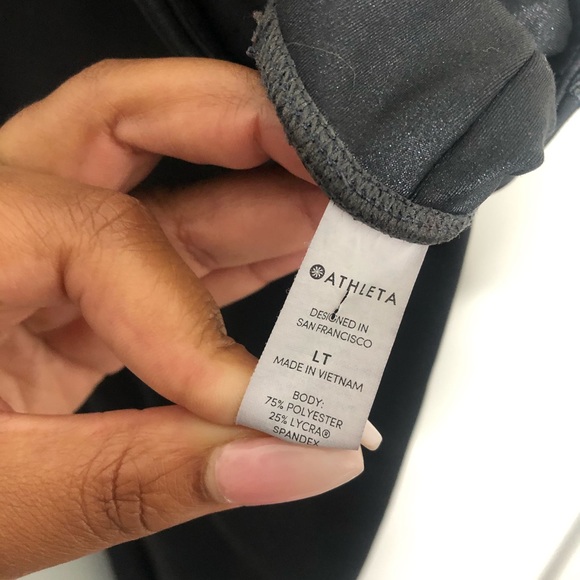 ATHLETA
DESIGNED IN
SAN FRANCISCO
LT
MADE IN VIETNAM
BODY:
75% POLYESTER
25% LYCRA®
SPANDEX